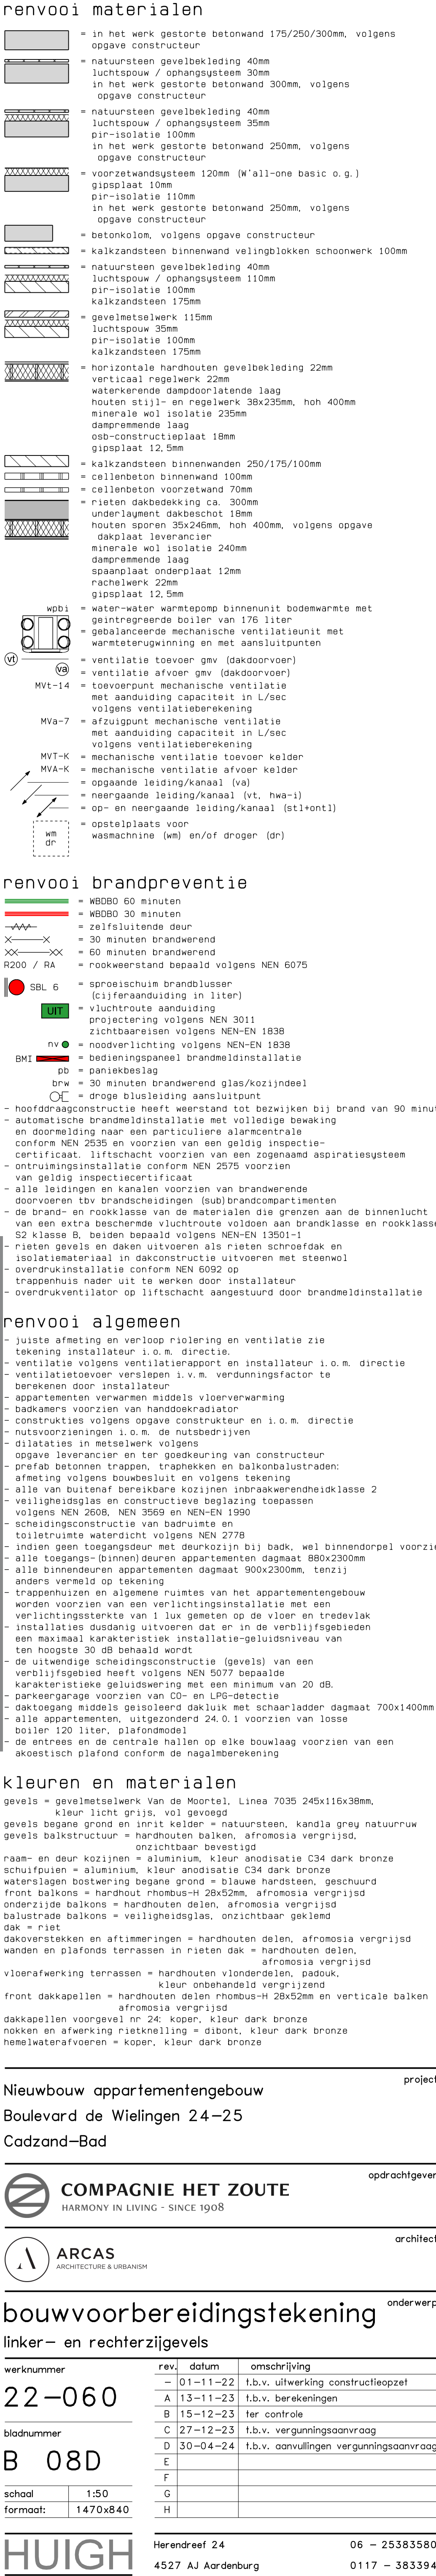 renvooi materialen
= in het werk gestorte betonwand 175/250/300mm, volgens
opgave constructeur
= natuursteen gevelbekleding 40mm
luchtspouw / ophangsysteem 30mm
in het werk gestorte betonwand 300mm, volgens
opgave constructeur
= natuursteen gevelbekleding 40mm
luchtspouw / ophangsysteem 35mm
pir-isolatie 100mm
in het werk gestorte betonwand 250mm, volgens
opgave constructeur
= voorzetwandsysteem 120mm (W'all-one basic o.g.)
gipsplaat 10mm
pir-isolatie 110mm
in het werk gestorte betonwand 250mm, volgens
opgave constructeur
= betonkolom, volgens opgave constructeur
= kalkzandsteen binnenwand velingblokken schoonwerk 100mm
= natuursteen gevelbekleding 40mm
luchtspouw / ophangsysteem 110mm
pir-isolatie 100mm
kalkzandsteen 175mm
= gevelmetselwerk 115mm
luchtspouw 35mm
pir-isolatie 100mm
kalkzandsteen 175mm
= horizontale hardhouten gevelbekleding 22mm
verticaal regelwerk 22mm
waterkerende dampdoorlatende laag
houten stijl- en regelwerk 38x235mm, hoh 400mm
minerale wol isolatie 235mm
dampremmende laag
osb-constructieplaat 18mm
gipsplaat 12,5mm
= kalkzandsteen binnenwanden 250/175/100mm
= cellenbeton binnenwand 100mm
= cellenbeton voorzetwand 70mm
= rieten dakbedekking ca. 300mm
underlayment dakbeschot 18mm
houten sporen 35x246mm, hoh 400mm, volgens opgave
dakplaat leverancier
minerale wol isolatie 240mm
dampremmende laag
spaanplaat onderplaat 12mm
rachelwerk 22mm
gipsplaat 12,5mm
wpbi = water-water warmtepomp binnenunit bodemwarmte met
geintregreerde boiler van 176 liter
= gebalanceerde mechanische ventilatieunit met
warmteterugwinning en met aansluitpunten
vt = ventilatie toevoer gmv (dakdoorvoer)
va = ventilatie afvoer gmv (dakdoorvoer)
MVt-14 = toevoerpunt mechanische ventilatie
met aanduiding capaciteit in L/sec
volgens ventilatieberekening
MVa-7 = afzuigpunt mechanische ventilatie
met aanduiding capaciteit in L/sec
volgens ventilatieberekening
MVT-K = mechanische ventilatie toevoer kelder
MVA-K = mechanische ventilatie afvoer kelder
= opgaande leiding/kanaal (va)
= neergaande leiding/kanaal (vt, hwa-i)
= op- en neergaande leiding/kanaal (stl+ontl)
= opstelplaats voor
wm wasmachine (wm) en/of droger (dr)
dr
renvooi brandpreventie
= WBDBO 60 minuten
= WBDBO 30 minuten
= zelfsluitende deur
= 30 minuten brandwerend
= 60 minuten brandwerend
R200 / RA = rookweerstand bepaald volgens NEN 6075
SBL 6 = sproeischuim brandblusser
(cijferaanduiding in liter)
UIT = vluchtroute aanduiding
projectering volgens NEN 3011
zichtbaareisen volgens NEN-EN 1838
nv = noodverlichting volgens NEN-EN 1838
BMI = bedieningspaneel brandmeldinstallatie
pb = paniekbeslag
brw = 30 minuten brandwerend glas/kozijndeel
= droge blusleiding aansluitpunt
- hoofddraagconstructie heeft weerstand tot bezwijken bij brand van 90 minut
- automatische brandmeldinstallatie met volledige bewaking
en doormelding naar een particuliere alarmcentrale
conform NEN 2535 en voorzien van een geldig inspectie-
certificaat. liftschacht voorzien van een zogenaamd aspiratiesysteem
- ontruimingsinstallatie conform NEN 2575 voorzien
van geldig inspectiecertificaat
- alle leidingen en kanalen voorzien van brandwerende
doorvoeren tbv brandscheidingen (sub)brandcompartimenten
- de brand- en rookklasse van de materialen die grenzen aan de binnenlucht
van een extra beschermde vluchtroute voldoen aan brandklasse en rookklasse
S2 klasse B, beiden bepaald volgens NEN-EN 13501-1
- rieten gevels en daken uitvoeren als rieten schroefdak en
isolatiemateriaal in dakconstructie uitvoeren met steenwol
- overdrukinstallatie conform NEN 6092 op
trappenhuis nader uit te werken door installateur
- overdrukventilator op liftschacht aangestuurd door brandmeldinstallatie
renvooi algemeen
- juiste afmeting en verloop riolering en ventilatie zie
tekening installateur i.o.m. directie.
- ventilatie volgens ventilatierapport en installateur i.o.m. directie
- ventilatietoevoer verslepen i.v.m. verdunningsfactor te
berekenen door installateur
- appartementen verwarmen middels vloerverwarming
- badkamers voorzien van handdoekradiator
- constructies volgens opgave constructeur en i.o.m. directie
- nutsvoorzieningen i.o.m. de nutsbedrijven
- dilataties in metselwerk volgens
opgave leverancier en ter goedkeuring van constructeur
- prefab betonnen trappen, traphekken en balkonbalustraden:
afmeting volgens bouwbesluit en volgens tekening
- alle van buitenaf bereikbare kozijnen inbraakwerendheidklasse 2
- veiligheidsglas en constructieve beglazing toepassen
volgens NEN 2608, NEN 3569 en NEN-EN 1990
- scheidingsconstructie van badruimte en
toiletruimte waterdicht volgens NEN 2778
- indien geen toegangsdeur met deurkozijn bij badk, wel binnendorpel voorzie
- alle toegangs-(binnen)deuren appartementen dagmaat 880x2300mm
- alle binnendeuren appartementen dagmaat 900x2300mm, tenzij
anders vermeld op tekening
- trappenhuizen en algemene ruimtes van het appartementengebouw
worden voorzien van een verlichtingsinstallatie met een
verlichtingssterkte van 1 lux gemeten op de vloer en tredevlak
- installaties dusdanig uitvoeren dat er in de verblijfsgebieden
een maximaal karakteristiek installatie-geluidsniveau van
ten hoogste 30 dB behaald wordt
- de uitwendige scheidingsconstructie (gevels) van een
verblijfsgebied heeft volgens NEN 5077 bepaalde
karakteristieke geluidswering met een minimum van 20 dB.
- parkeergarage voorzien van CO- en LPG-detectie
- daktoegang middels geisoleerd dakluik met schaarladder dagmaat 700x1400mm
- alle appartementen, uitgezonderd 24.0.1 voorzien van losse
boiler 120 liter, plafondmodel
- de entrees en de centrale hallen op elke bouwlaag voorzien van een
akoestisch plafond conform de nagalmberekening
kleuren en materialen
gevels = gevelmetselwerk Van de Moortel, Linea 7035 245x116x38mm,
kleur licht grijs, vol gevoegd
gevels begane grond en inrit kelder = natuursteen, kandla grey natuurruw
gevels balkstructuur = hardhouten balken, afromosia vergrijsd,
onzichtbaar bevestigd
raam- en deur kozijnen = aluminium, kleur anodisatie C34 dark bronze
schuifpuien = aluminium, kleur anodisatie C34 dark bronze
waterslagen bostwering begane grond = blauwe hardsteen, geschuurd
front balkons = hardhout rhombus-H 28x52mm, afromosia vergrijsd
onderzijde balkons = hardhouten delen, afromosia vergrijsd
balustrade balkons = veiligheidsglas, onzichtbaar geklemd
dak = riet
dakoverstekken en aftimmeringen = hardhouten delen, afromosia vergrijsd
wanden en plafonds terrassen in rieten dak = hardhouten delen,
afromosia vergrijsd
vloerafwerking terrassen = hardhouten vlonderdelen, padouk,
kleur onbehandeld vergrijzend
front dakkapellen = hardhouten delen rhombus-H 28x52mm en verticale balken
afromosia vergrijsd
dakkapellen voorgevel nr 24: koper, kleur dark bronze
nokken en afwerking rietknelling = dibont, kleur dark bronze
hemelwaterafvoeren = koper, kleur dark bronze
project
Nieuwbouw appartementengebouw
Boulevard de Wielingen 24-25
Cadzand-Bad
opdrachtgever
COMPAGNIE HET ZOUTE
HARMONY IN LIVING - SINCE 1908
architect
ARCAS
ARCHITECTURE & URBANISM
onderwerp
bouwvoorbereidingstekening
linker- en rechterzijgevels
werknummer
22-060
bladnummer
B 08D
schaal 1:50
formaat: 1470x840
rev. datum omschrijving
- 01-11-22 t.b.v. uitwerking constructieopzet
A 13-11-23 t.b.v. berekeningen
B 15-12-23 ter controle
C 27-12-23 t.b.v. vergunningsaanvraag
D 30-04-24 t.b.v. aanvullingen vergunningsaanvraag
E
F
G
H
HUIGH
Herendreef 24 06 - 25383580
4527 AJ Aardenburg 0117 - 383394